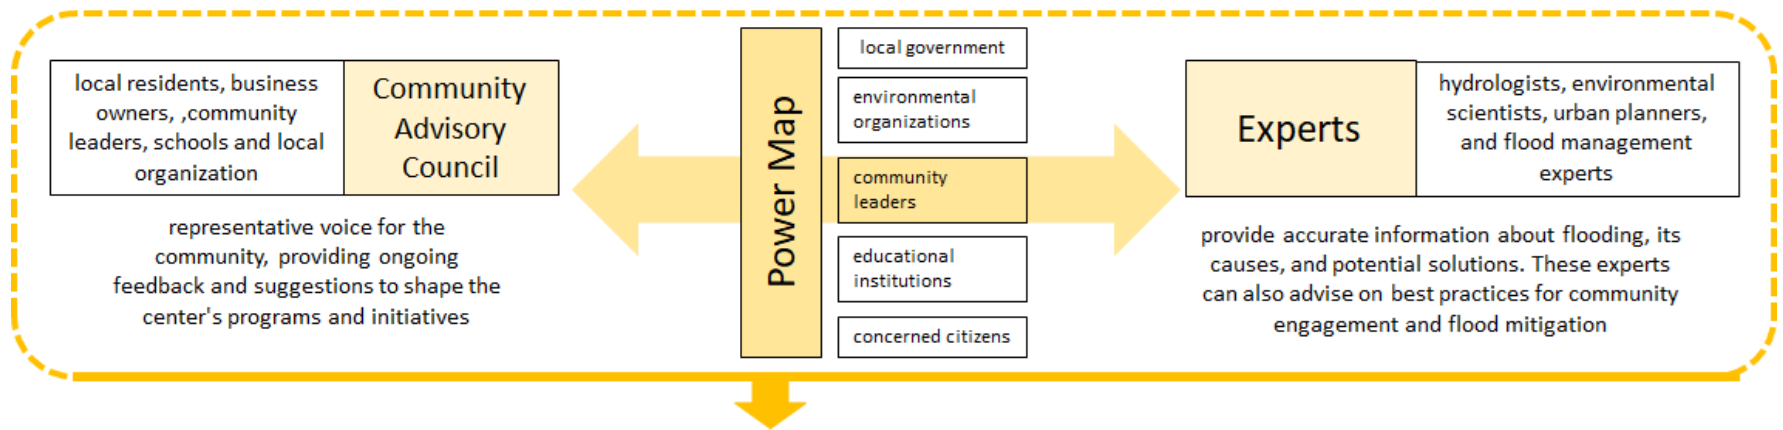 local residents, business
owners, ,community
leaders, schools and local
organization
Community
Advisory
Council
representative voice for the
community, providing ongoing
feedback and suggestions to shape the
center's programs and initiatives
Power Map
local government
environmental
organizations
community
leaders
educational
institutions
concerned citizens
Experts
hydrologists, environmental
scientists, urban planners,
and flood management
experts
provide accurate information about flooding, its
causes, and potential solutions. These experts
can also advise on best practices for community
engagement and flood mitigation